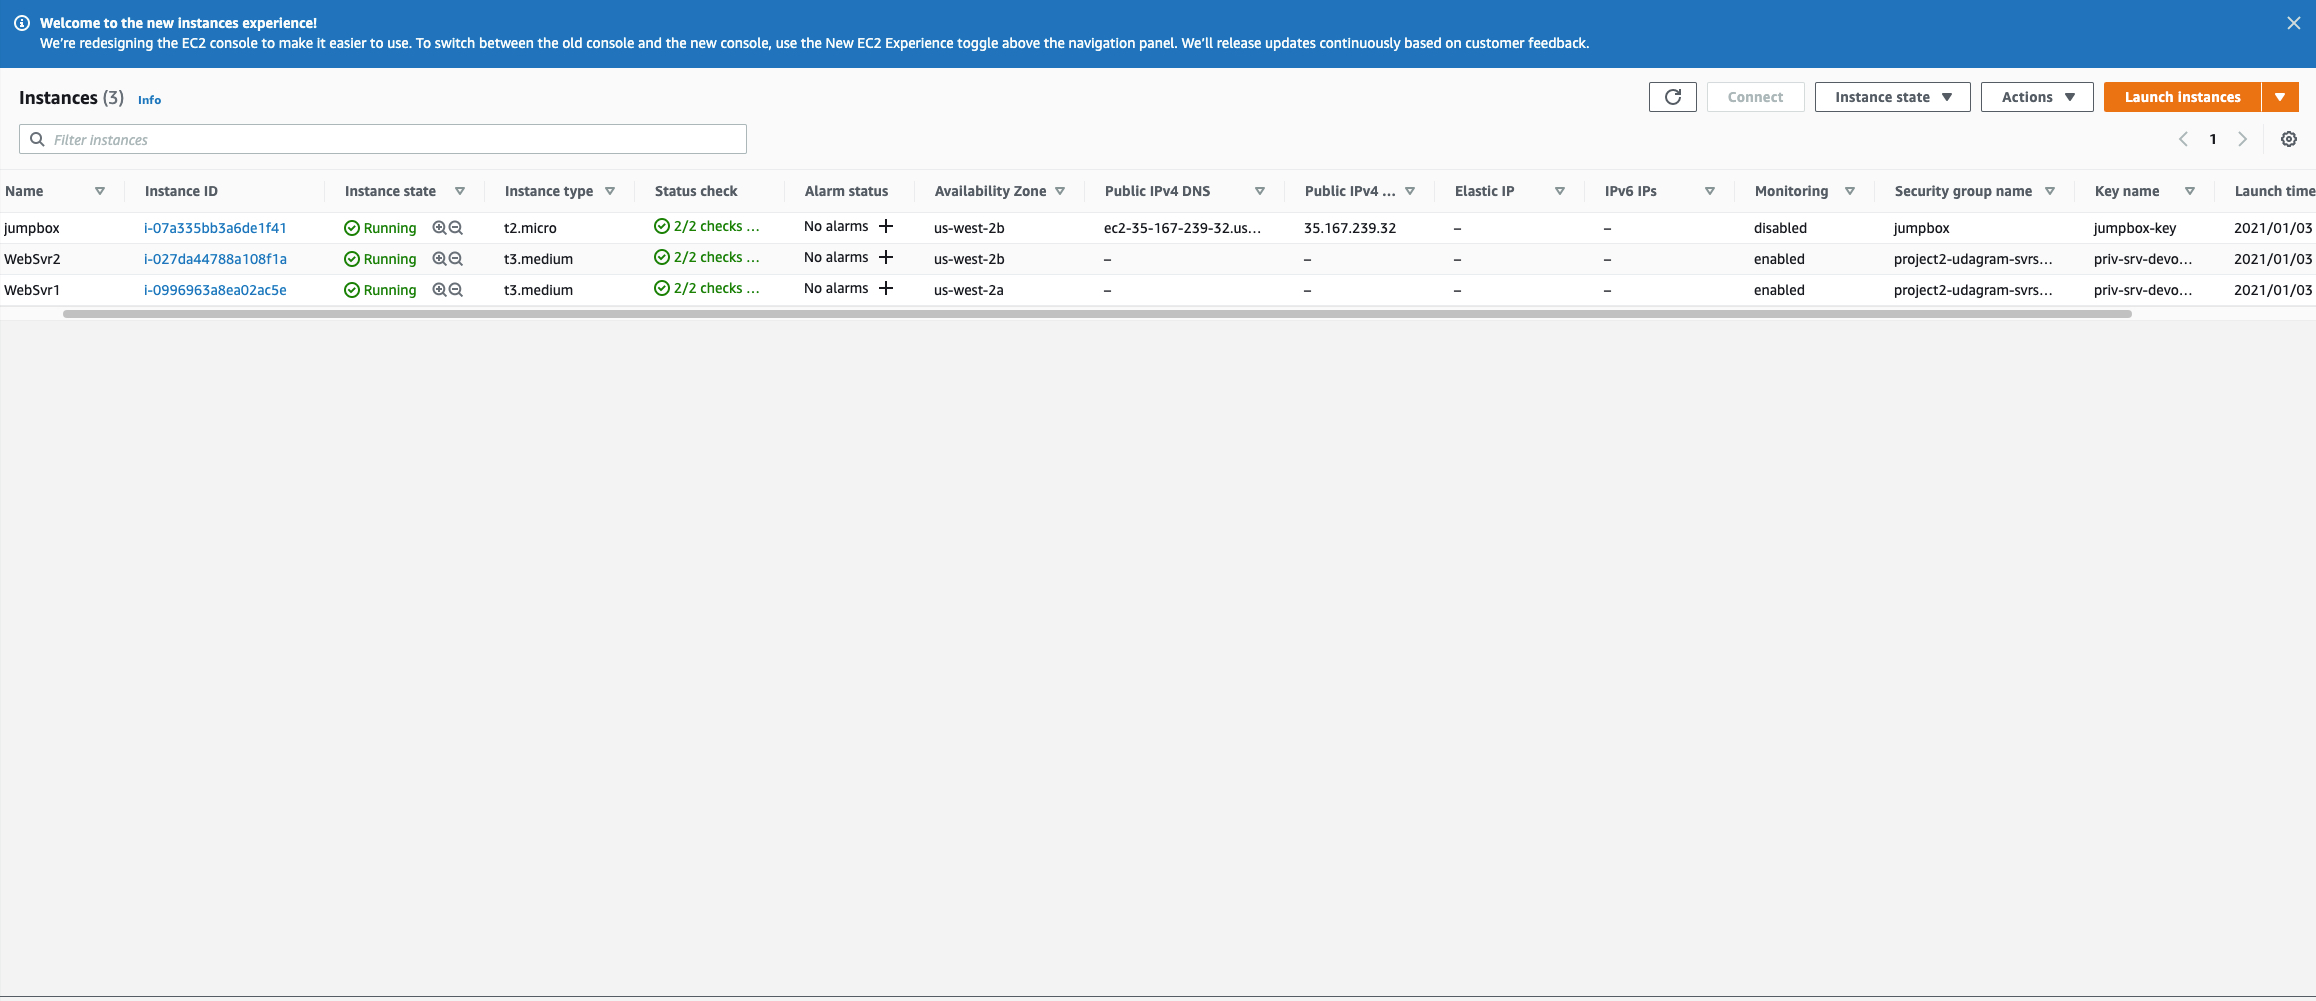 Welcome to the new instances experience!
We're redesigning the EC2 console to make it easier to use. To switch between the old console and the new console, use the New EC2 Experience toggle above the navigation panel. We'll release updates continuously based on customer feedback.
Instances (3) Info Connect Instance state Actions Launch instances
Filter instances 1
Name Instance ID Instance state Instance type Status check Alarm status Availability Zone Public IPv4 DNS Public IPv4 ... Elastic IP IPv6 IPs Monitoring Security group name Key name Launch time
jumpbox i-07a335bb3a6de1f41 Running t2.micro 2/2 checks ... No alarms + us-west-2b ec2-35-167-239-32.us... 35.167.239.32 – – disabled jumpbox jumpbox-key 2021/01/03
WebSvr2 i-027da44788a108f1a Running t3.medium 2/2 checks ... No alarms + us-west-2b – – – – enabled project2-udagram-svrs... priv-srv-devo... 2021/01/03
WebSvr1 i-0996963a8ea02ac5e Running t3.medium 2/2 checks ... No alarms + us-west-2a – – – – enabled project2-udagram-svrs... priv-srv-devo... 2021/01/03